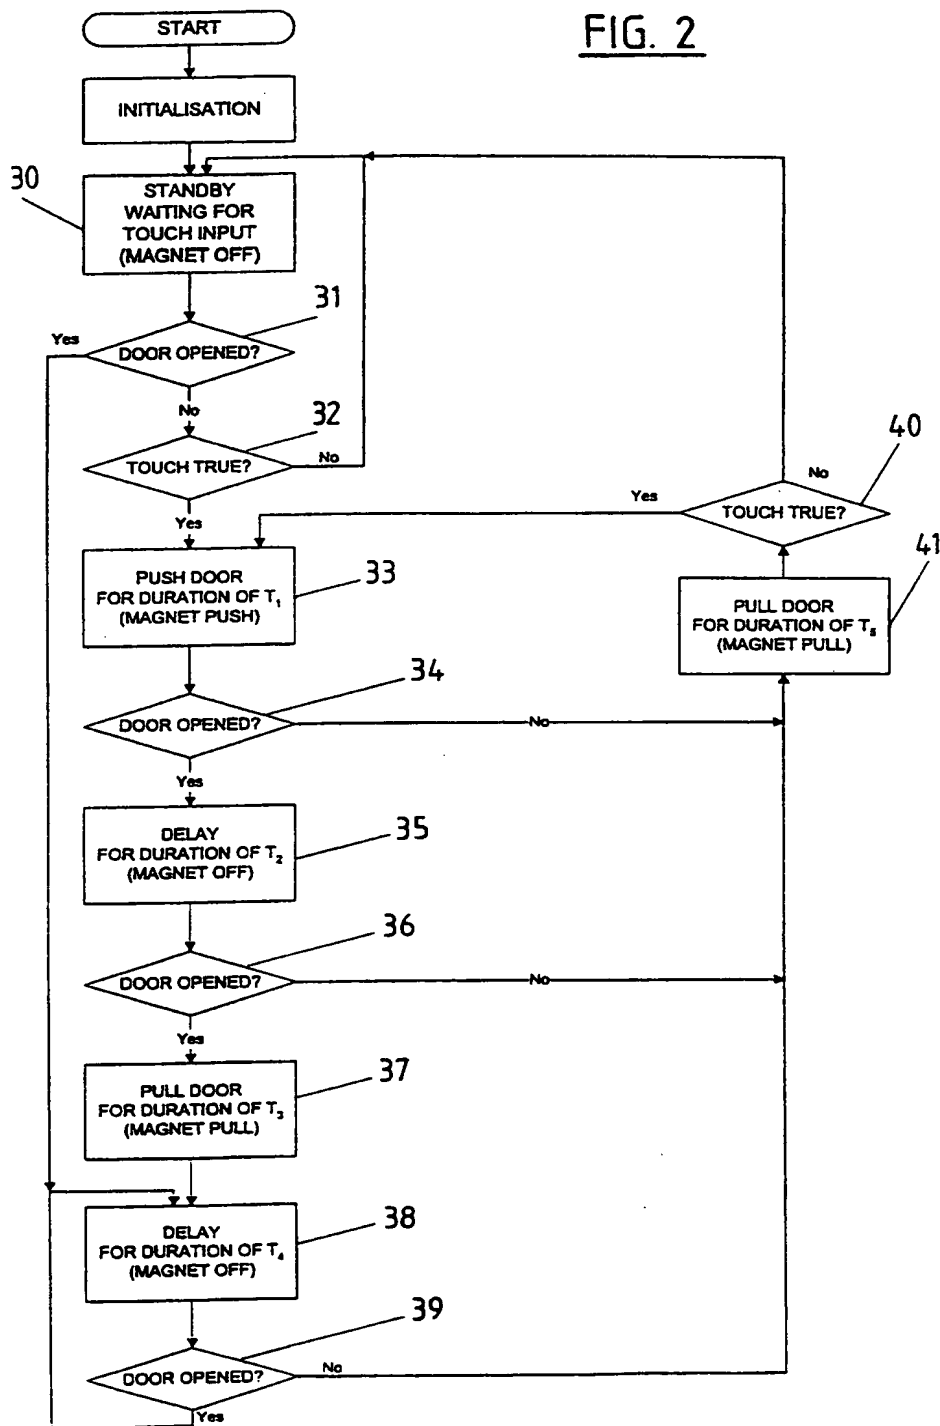 FIG. 2
START
INITIALISATION
30
STANDBY
WAITING FOR
TOUCH INPUT
(MAGNET OFF)
31
Yes
DOOR OPENED?
No
32
TOUCH TRUE?
No
Yes
40
No
TOUCH TRUE?
Yes
41
PULL DOOR
FOR DURATION OF T₅
(MAGNET PULL)
33
PUSH DOOR
FOR DURATION OF T₁
(MAGNET PUSH)
34
DOOR OPENED?
No
Yes
35
DELAY
FOR DURATION OF T₂
(MAGNET OFF)
36
DOOR OPENED?
No
Yes
37
PULL DOOR
FOR DURATION OF T₃
(MAGNET PULL)
38
DELAY
FOR DURATION OF T₄
(MAGNET OFF)
39
DOOR OPENED?
No
Yes